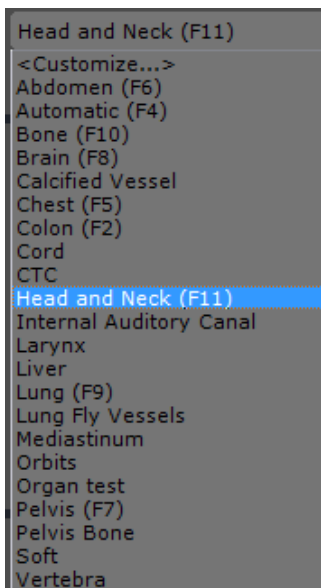 Head and Neck (F11)
<Customize...>
Abdomen (F6)
Automatic (F4)
Bone (F10)
Brain (F8)
Calcified Vessel
Chest (F5)
Colon (F2)
Cord
CTC
Head and Neck (F11)
Internal Auditory Canal
Larynx
Liver
Lung (F9)
Lung Fly Vessels
Mediastinum
Orbits
Organ test
Pelvis (F7)
Pelvis Bone
Soft
Vertebra